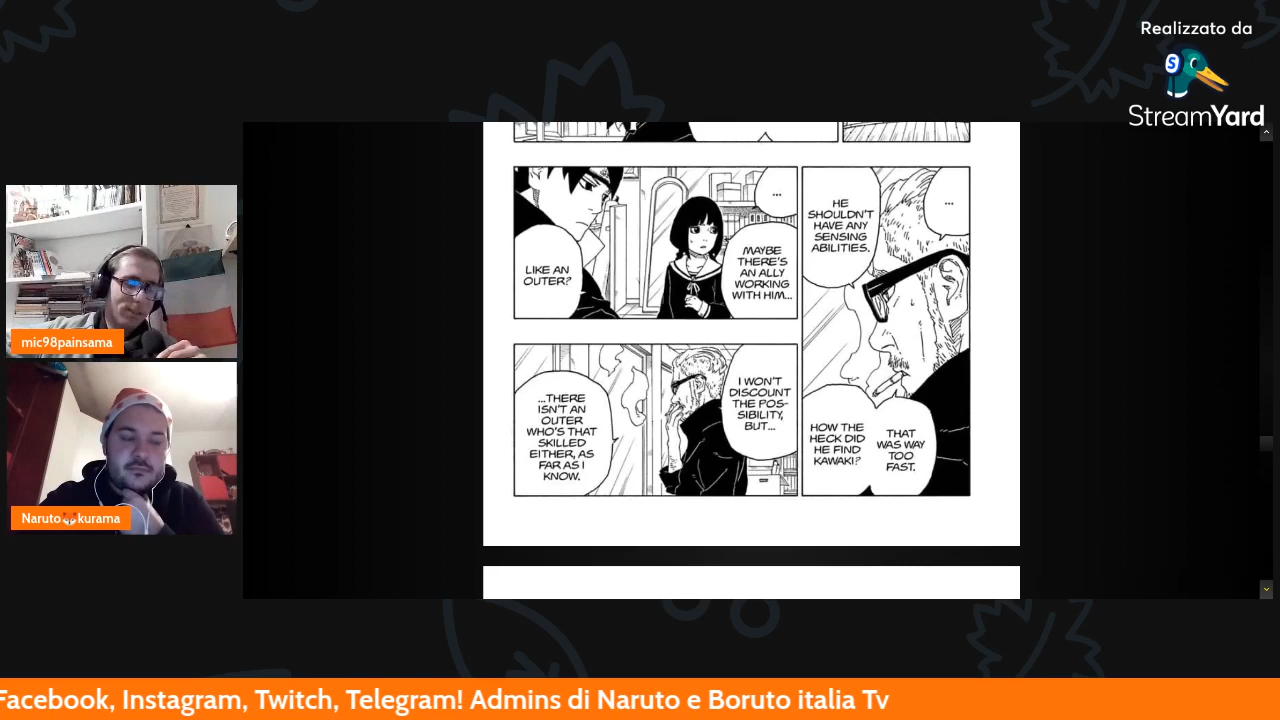 Realizzato da
StreamYard
...
HE
SHOULDN'T
HAVE ANY
SENSING
ABILITIES.
...
MAYBE
THERE'S
AN ALLY
WORKING
WITH HIM...
LIKE AN
OUTER?
THAT
WAS WAY
TOO
FAST.
HOW THE
HECK DID
HE FIND
KAWAKI?
I WON'T
DISCOUNT
THE POS-
SIBILITY,
BUT...
...THERE
ISN'T AN
OUTER
WHO'S THAT
SKILLED
EITHER, AS
FAR AS I
KNOW.
mic98painsama
Naruto🦊kurama
Facebook, Instagram, Twitch, Telegram! Admins di Naruto e Boruto italia Tv